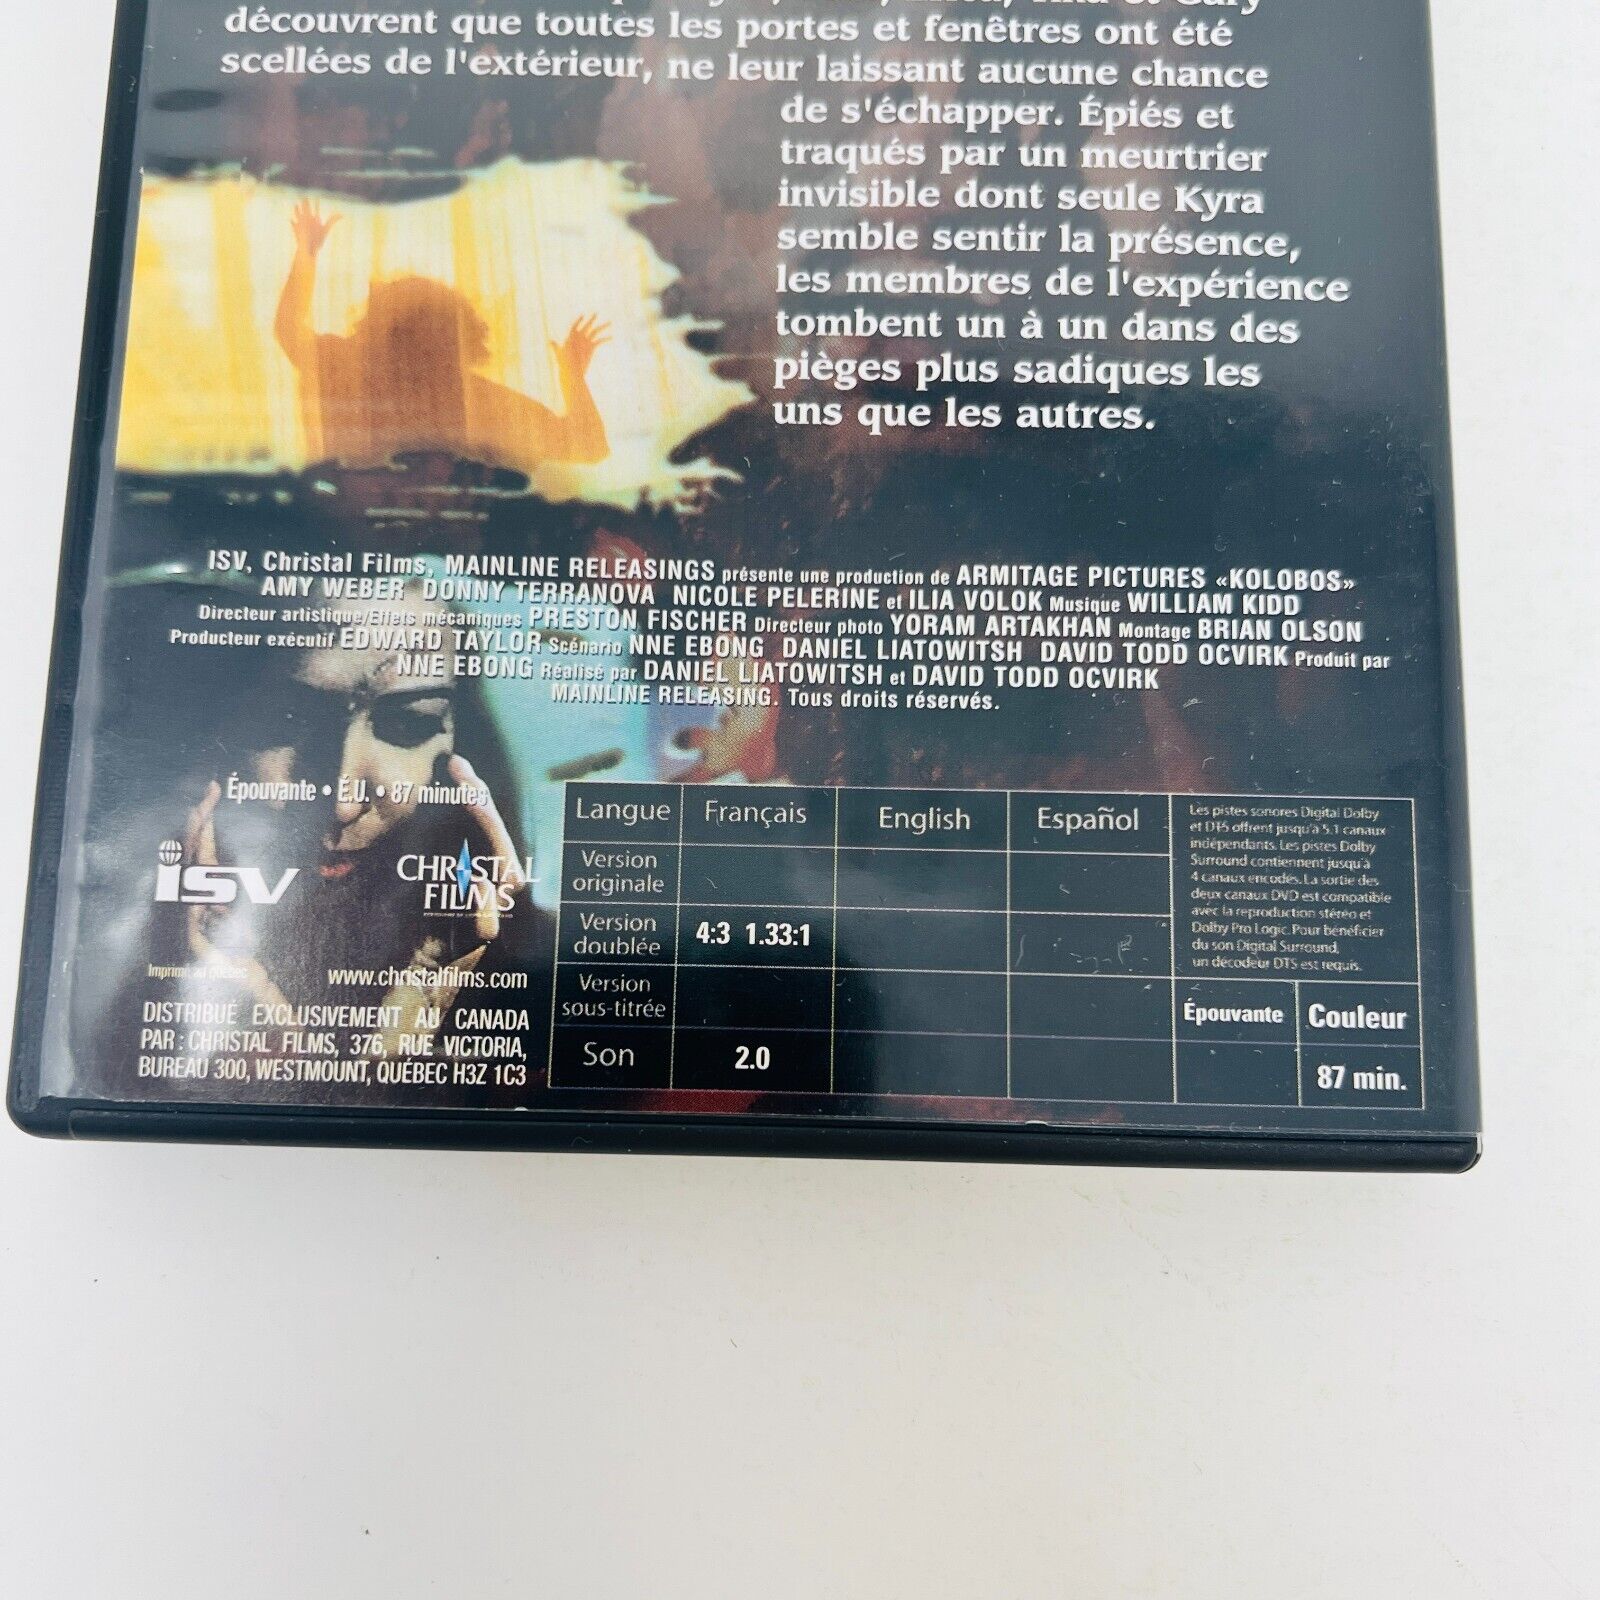 et Gary
découvrent que toutes les portes et fenêtres ont été
scellées de l'extérieur, ne leur laissant aucune chance
de s'échapper. Épiés et
traqués par un meurtrier
invisible dont seule Kyra
semble sentir la présence,
les membres de l'expérience
tombent un à un dans des
pièges plus sadiques les
uns que les autres.
ISV, Christal Films, MAINLINE RELEASINGS présente une production de ARMITAGE PICTURES «KOLOBOS»
AMY WEBER DONNY TERRANOVA NICOLE PELERINE et ILIA VOLOK Musique WILLIAM KIDD
Directeur artistique/Effets mécaniques PRESTON FISCHER Directeur photo YORAM ARTAKHAN Montage BRIAN OLSON
Producteur exécutif EDWARD TAYLOR Scénario NNE EBONG DANIEL LIATOWITSH DAVID TODD OCVIRK Produit par
NNE EBONG Réalisé par DANIEL LIATOWITSH et DAVID TODD OCVIRK
MAINLINE RELEASING. Tous droits réservés.
Épouvante • É.U. • 87 minutes
ISV
CHRISTAL
FILMS
Imprimé au Québec
www.christalfilms.com
DISTRIBUÉ EXCLUSIVEMENT AU CANADA
PAR : CHRISTAL FILMS, 376, RUE VICTORIA,
BUREAU 300, WESTMOUNT, QUÉBEC H3Z 1C3
Langue Français English Español
Version
originale
Version
doublée 4:3 1.33:1
Version
sous-titrée
Son 2.0
Les pistes sonores Digital Dolby
et DTS offrent jusqu'à 5.1 canaux
indépendants. Les pistes Dolby
Surround contiennent jusqu'à
4 canaux encodés. La sortie des
deux canaux DVD est compatible
avec la reproduction stéréo et
Dolby Pro Logic. Pour bénéficier
du son Digital Surround,
un décodeur DTS est requis.
Épouvante Couleur
87 min.